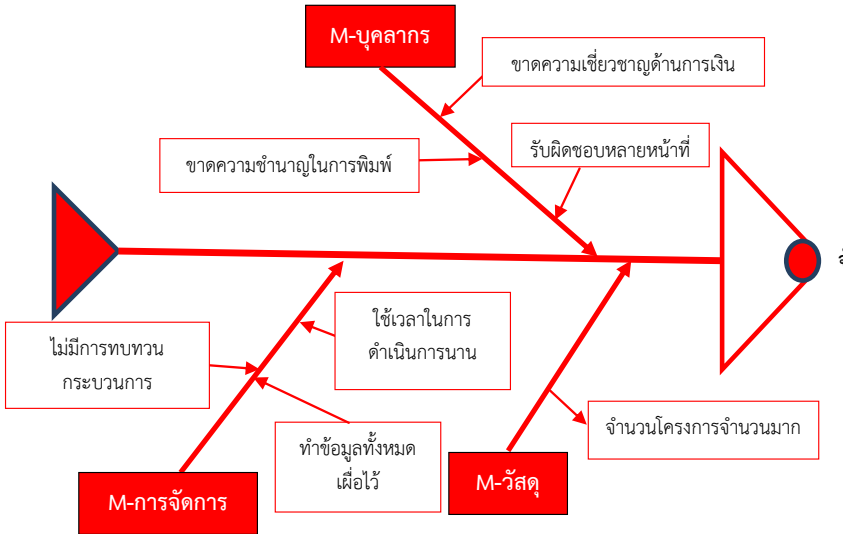 M-บุคลากร
ขาดความเชี่ยวชาญด้านการเงิน
ขาดความชำนาญในการพิมพ์
รับผิดชอบหลายหน้าที่
ใช้เวลาในการ
ดำเนินการนาน
ไม่มีการทบทวน
กระบวนการ
ทำข้อมูลทั้งหมด
เผื่อไว้
จำนวนโครงการจำนวนมาก
M-การจัดการ
M-วัสดุ